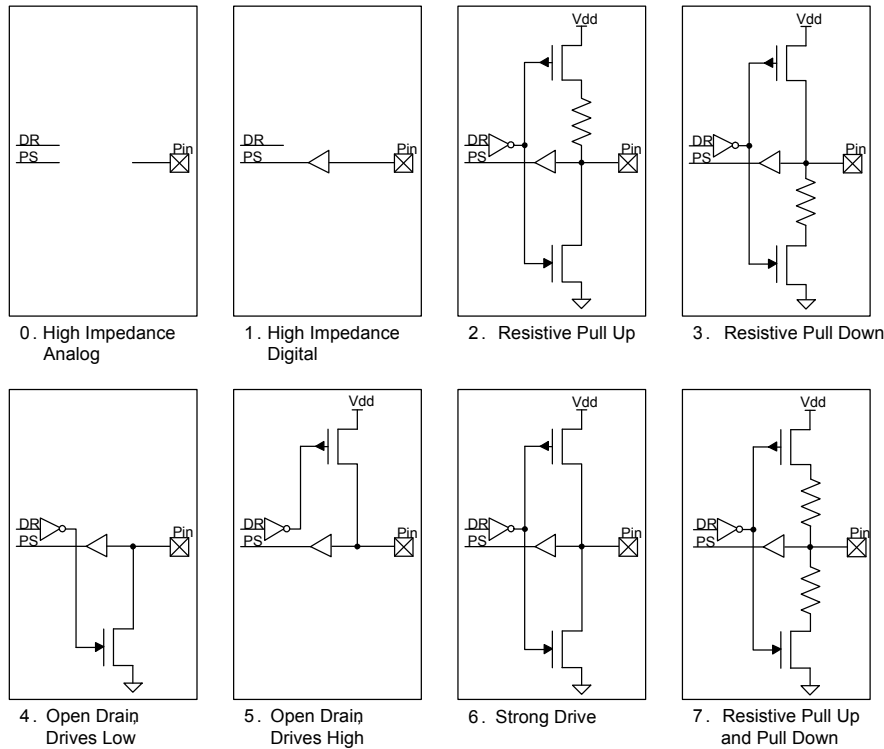 DR
PS
Pin
0. High Impedance
Analog
DR
PS
Pin
1. High Impedance
Digital
Vdd
DR
PS
Pin
2. Resistive Pull Up
Vdd
DR
PS
Pin
3. Resistive Pull Down
DR
PS
Pin
4. Open Drain,
Drives Low
Vdd
DR
PS
Pin
5. Open Drain,
Drives High
Vdd
DR
PS
Pin
6. Strong Drive
Vdd
DR
PS
Pin
7. Resistive Pull Up
and Pull Down